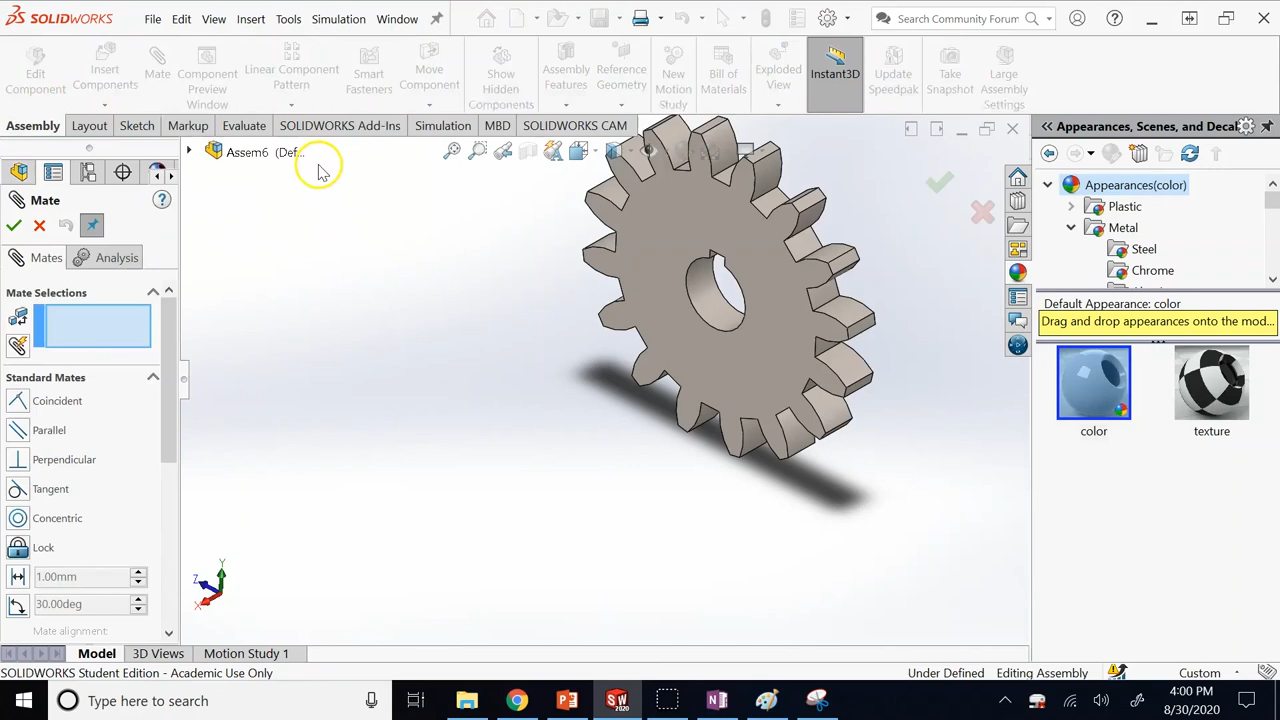 SOLIDWORKS File Edit View Insert Tools Simulation Window Search Community Forum
Edit Component
Insert Components
Mate
Component Preview Window
Linear Component Pattern
Smart Fasteners
Move Component
Show Hidden Components
Assembly Features
Reference Geometry
New Motion Study
Bill of Materials
Exploded View
Instant3D
Update Speedpak
Take Snapshot
Large Assembly Settings
Assembly Layout Sketch Markup Evaluate SOLIDWORKS Add-Ins Simulation MBD SOLIDWORKS CAM
Appearances, Scenes, and Decal
Assem6 (Def...
Mate
Mates Analysis
Mate Selections
Standard Mates
Coincident
Parallel
Perpendicular
Tangent
Concentric
Lock
1.00mm
30.00deg
Mate alignment:
Y
Z
X
Appearances(color)
Plastic
Metal
Steel
Chrome
Default Appearance: color
Drag and drop appearances onto the mod...
color texture
Model 3D Views Motion Study 1
SOLIDWORKS Student Edition - Academic Use Only Under Defined Editing Assembly Custom
Type here to search
SW
2020
4:00 PM
8/30/2020